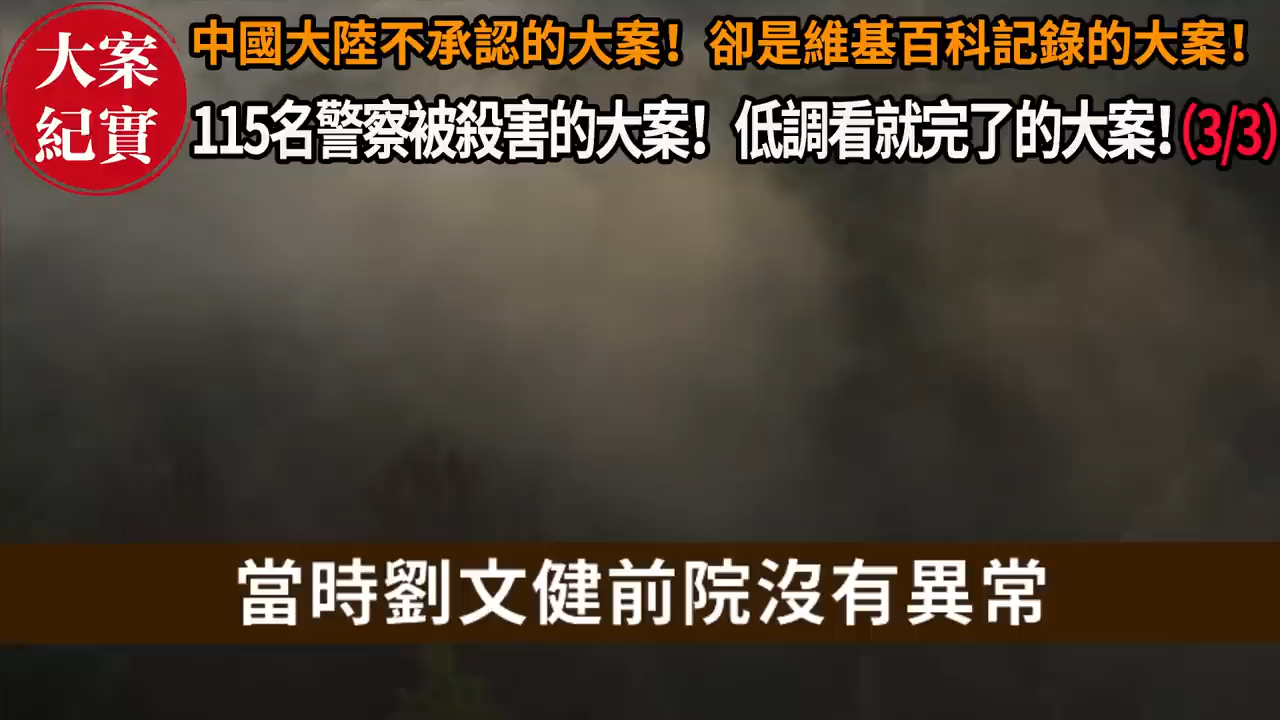 大案
紀實
中國大陸不承認的大案！卻是維基百科記錄的大案！
115名警察被殺害的大案！低調看就完了的大案！(3/3)
當時劉文健前院沒有異常